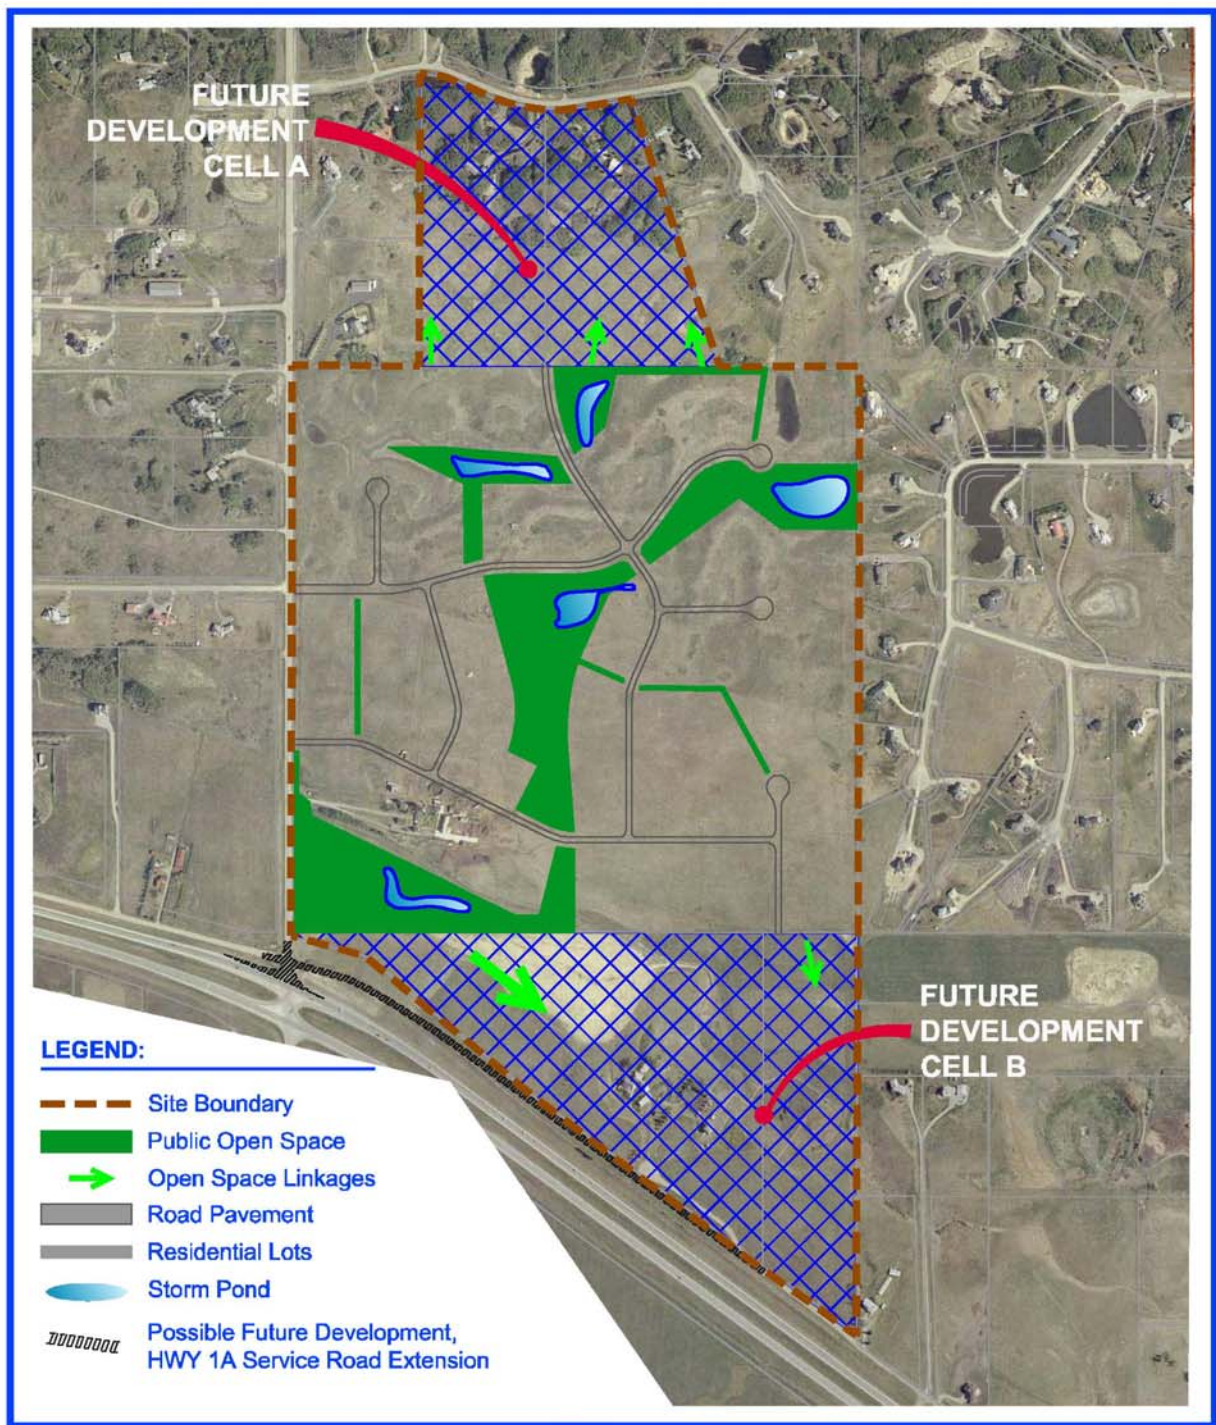 FUTURE
DEVELOPMENT
CELL A
FUTURE
DEVELOPMENT
CELL B
LEGEND:
Site Boundary
Public Open Space
Open Space Linkages
Road Pavement
Residential Lots
Storm Pond
Possible Future Development,
HWY 1A Service Road Extension